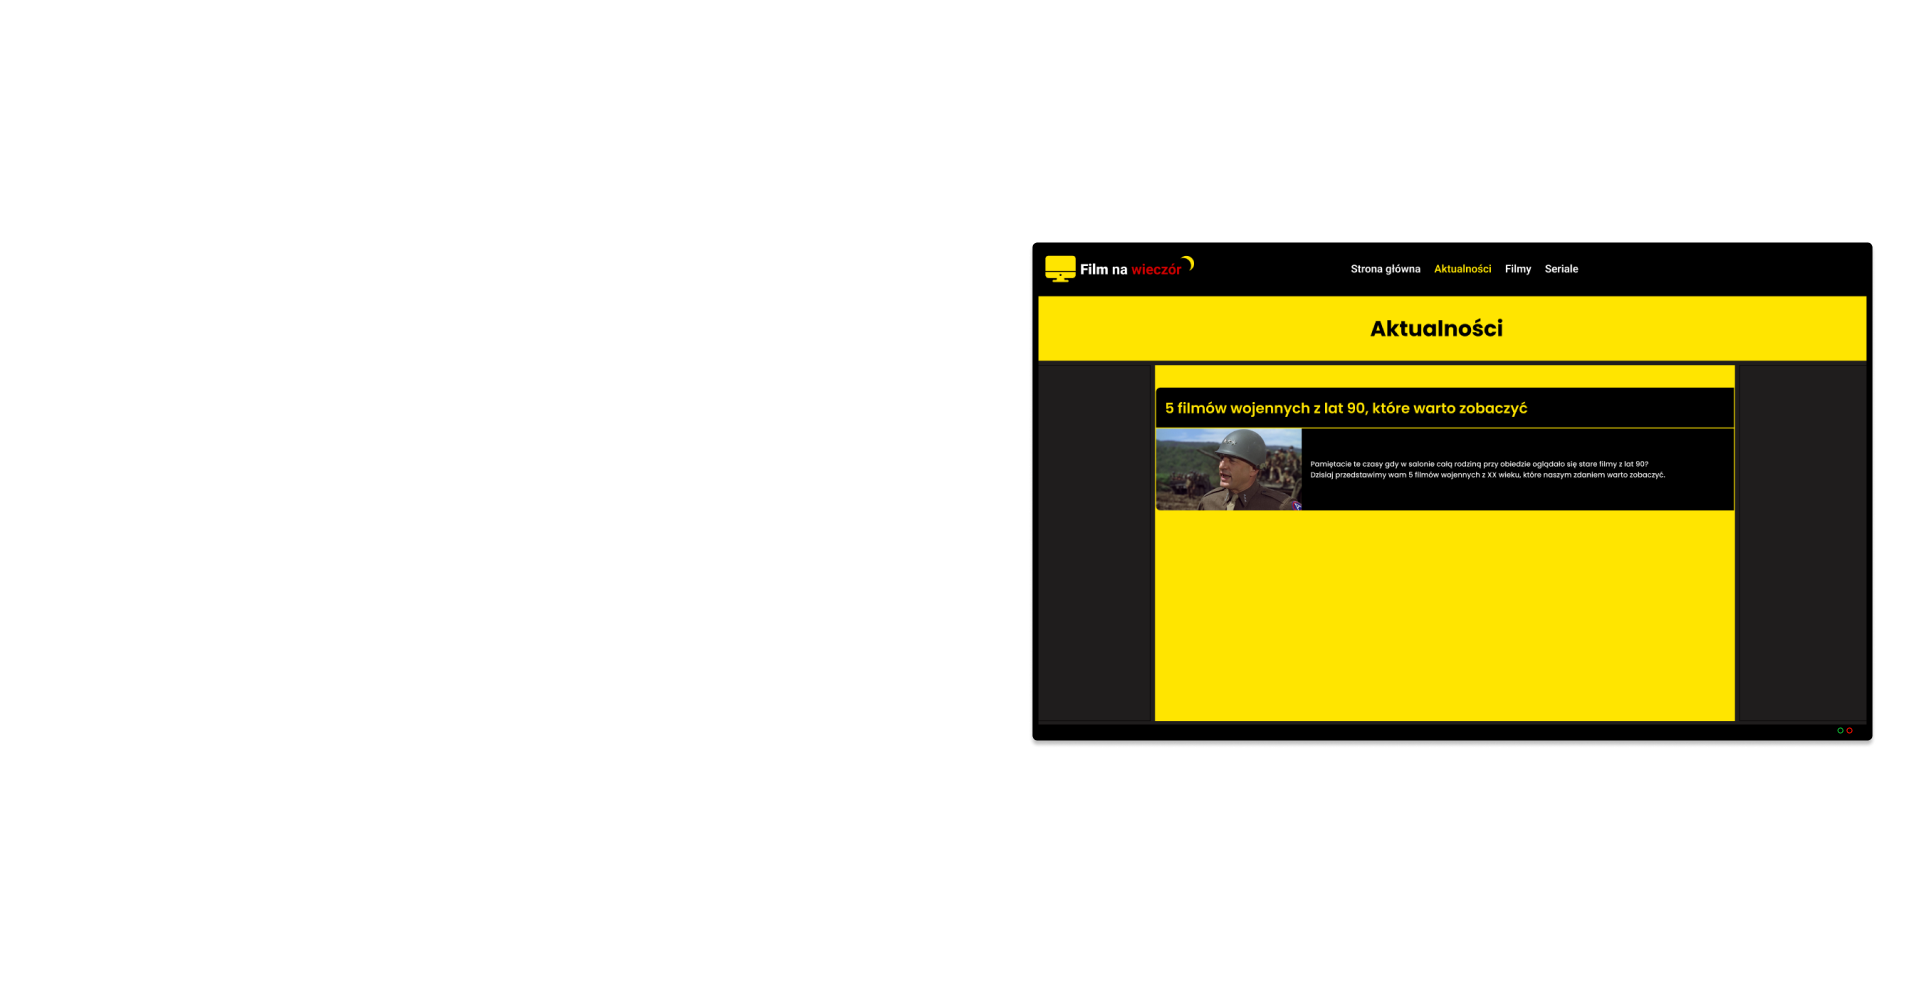 Film na wieczór
Strona główna Aktualności Filmy Seriale
Aktualności
5 filmów wojennych z lat 90, które warto zobaczyć
Pamiętacie te czasy gdy w salonie całą rodziną przy obiedzie oglądało się stare filmy z lat 90?
Dzisiaj przedstawimy wam 5 filmów wojennych z XX wieku, które naszym zdaniem warto zobaczyć.